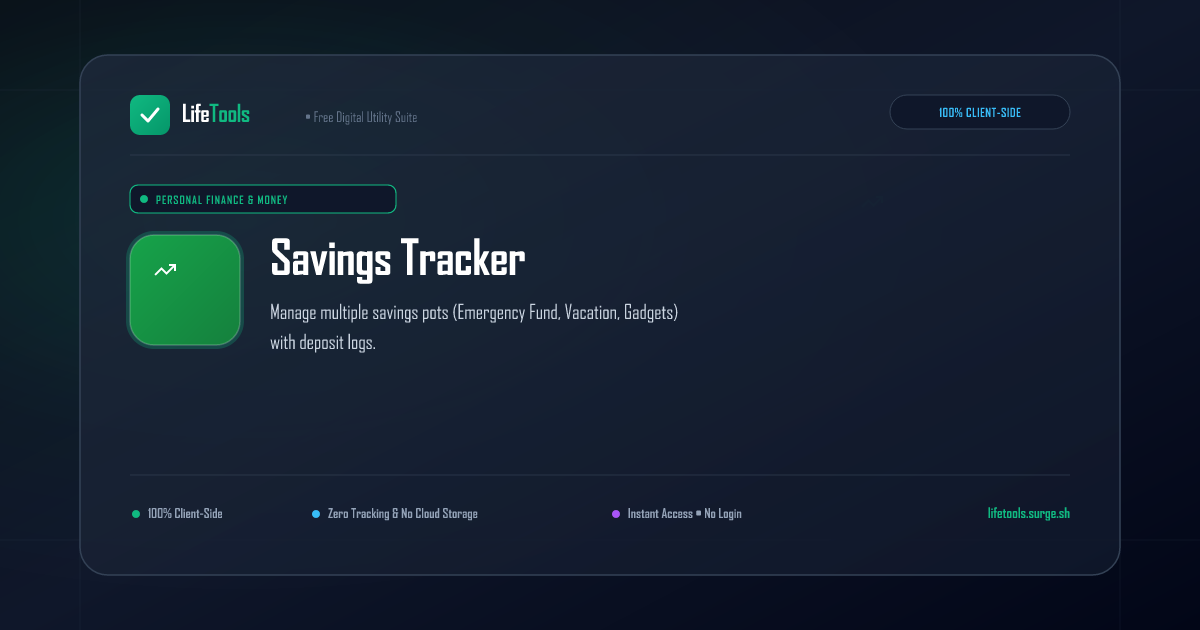 LifeTools
▪ Free Digital Utility Suite
100% CLIENT-SIDE
PERSONAL FINANCE & MONEY
Savings Tracker
Manage multiple savings pots (Emergency Fund, Vacation, Gadgets)
with deposit logs.
100% Client-Side
Zero Tracking & No Cloud Storage
Instant Access ▪ No Login
lifetools.surge.sh